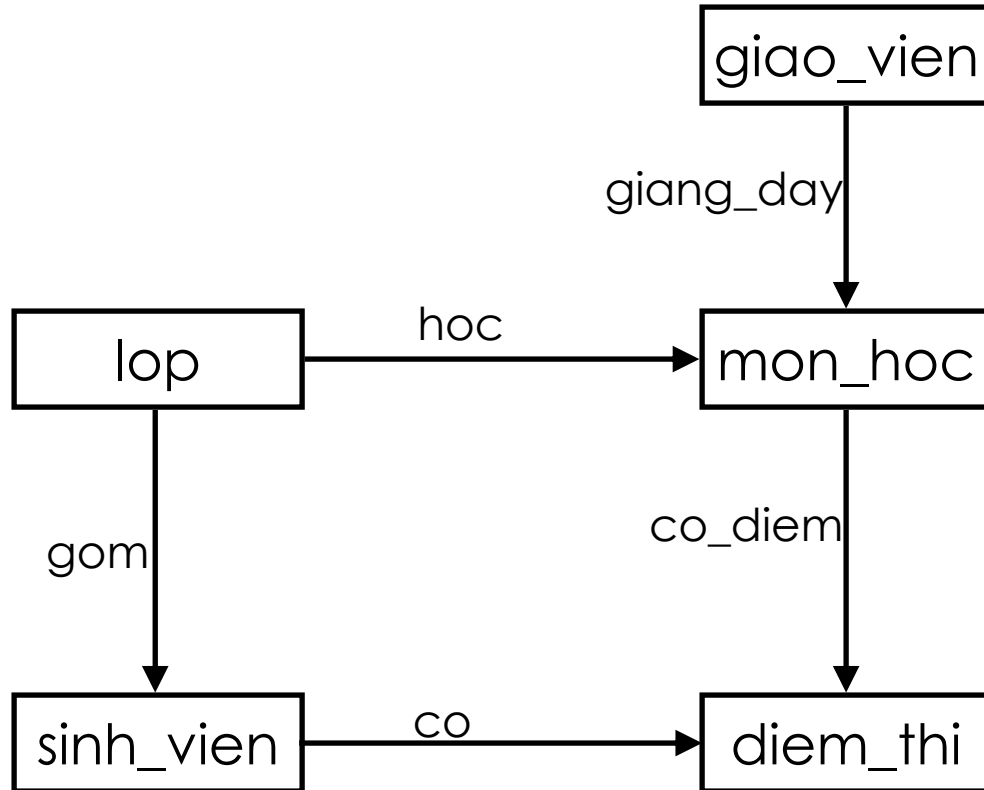 giao_vien
giang_day
hoc
lop
mon_hoc
co_diem
gom
co
sinh_vien
diem_thi